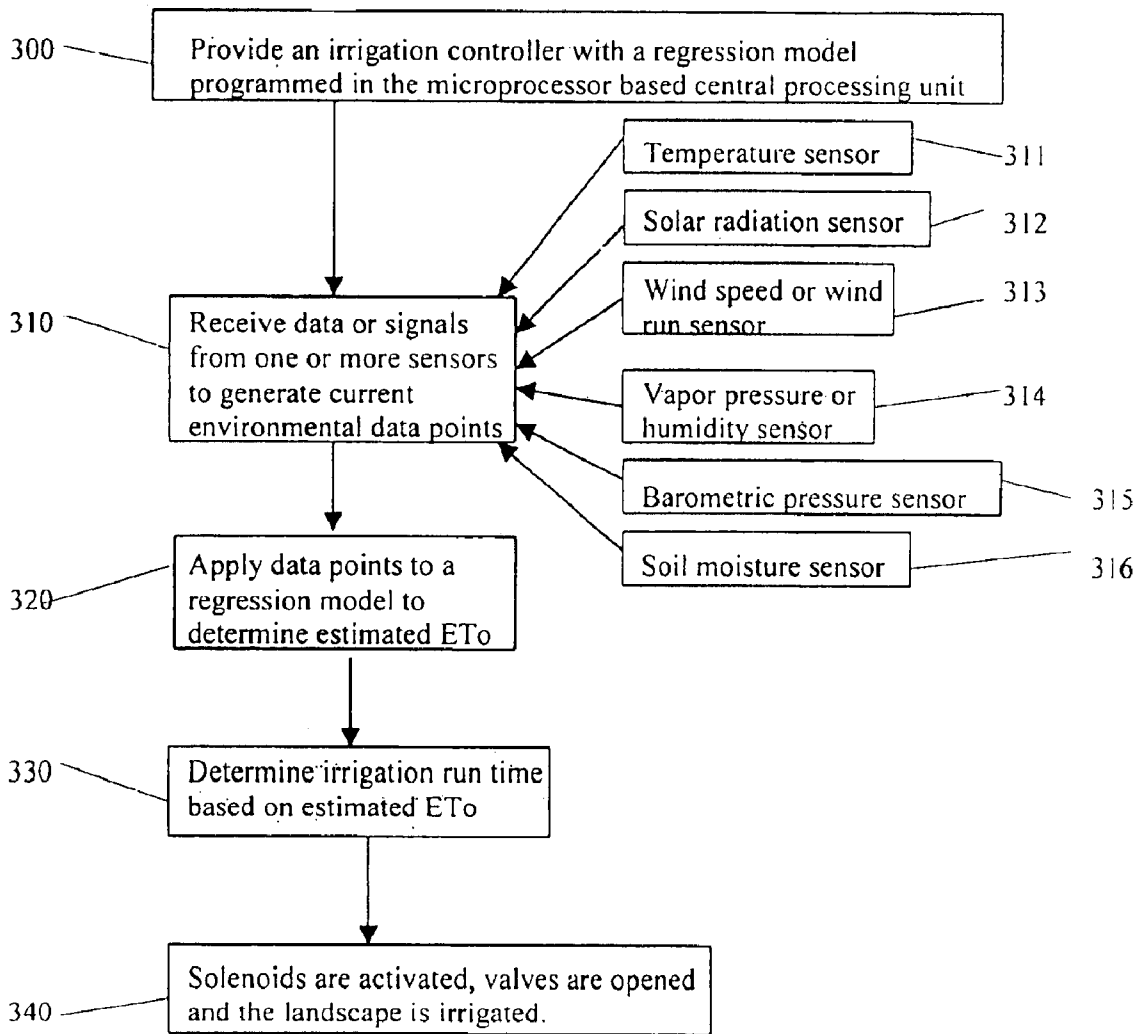 300
Provide an irrigation controller with a regression model
programmed in the microprocessor based central processing unit
Temperature sensor
311
Solar radiation sensor
312
Wind speed or wind
run sensor
313
310
Receive data or signals
from one or more sensors
to generate current
environmental data points
Vapor pressure or
humidity sensor
314
Barometric pressure sensor
315
Soil moisture sensor
316
320
Apply data points to a
regression model to
determine estimated ETo
330
Determine irrigation run time
based on estimated ETo
340
Solenoids are activated, valves are opened
and the landscape is irrigated.